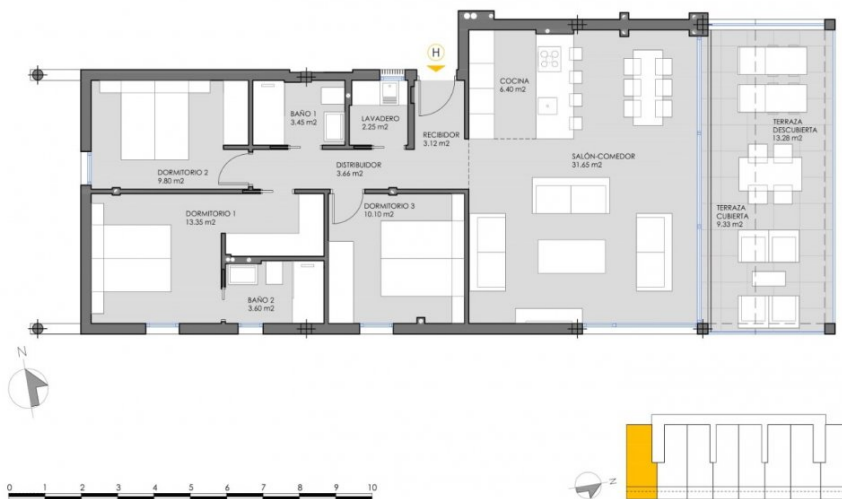 H
COCINA
6.40 m2
BAÑO 1
3.45 m2
LAVADERO
2.25 m2
RECIBIDOR
3.12 m2
TERRAZA
DESCUBIERTA
13.28 m2
DISTRIBUIDOR
3.66 m2
SALÓN-COMEDOR
31.65 m2
DORMITORIO 2
9.80 m2
DORMITORIO 1
13.35 m2
DORMITORIO 3
10.10 m2
TERRAZA
CUBIERTA
9.33 m2
BAÑO 2
3.60 m2
N
N
0 1 2 3 4 5 6 7 8 9 10